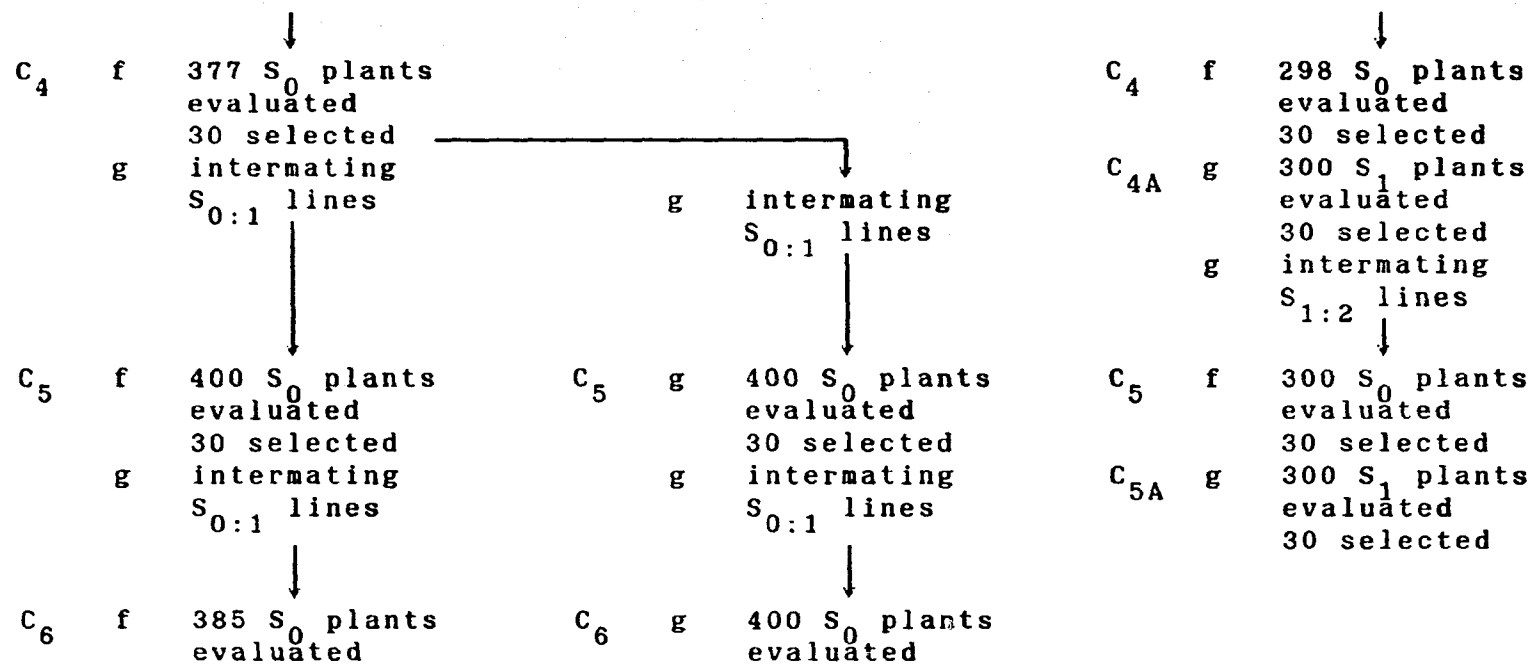 C4 f 377 S0 plants
evaluated
30 selected
g intermating
S0:1 lines
g intermating
S0:1 lines
C4 f 298 S0 plants
evaluated
30 selected
C4A g 300 S1 plants
evaluated
30 selected
g intermating
S1:2 lines
C5 f 400 S0 plants
evaluated
30 selected
g intermating
S0:1 lines
C5 g 400 S0 plants
evaluated
30 selected
g intermating
S0:1 lines
C5 f 300 S0 plants
evaluated
30 selected
C5A g 300 S1 plants
evaluated
30 selected
C6 f 385 S0 plants
evaluated
C6 g 400 S0 plants
evaluated